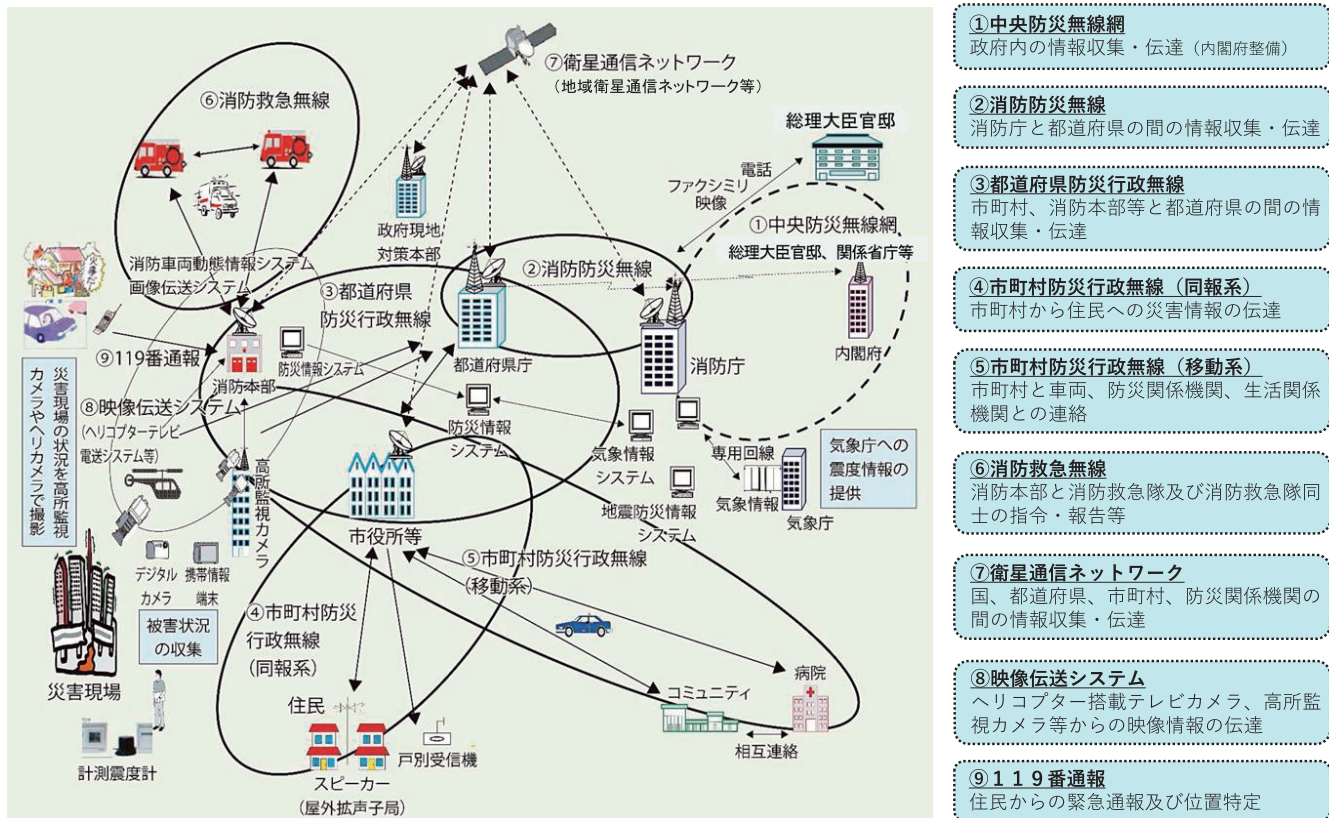 ⑦衛星通信ネットワーク
(地域衛星通信ネットワーク等)
⑥消防救急無線
総理大臣官邸
電話
ファクシミリ
映像
政府現地
対策本部
①中央防災無線網
総理大臣官邸、関係省庁等
②消防防災無線
消防車両動態情報システム
画像伝送システム
③都道府県
防災行政無線
火事だー
⑨119番通報
消防本部
防災情報システム
都道府県庁
消防庁
内閣府
災害現場の状況を高所監視
カメラやヘリカメラで撮影
⑧映像伝送システム
(ヘリコプターテレビ
電送システム等)
高所監視カメラ
防災情報
システム
気象情報
システム
専用回線
気象情報
気象庁
気象庁への
震度情報の
提供
地震防災情報
システム
市役所等
デジタル
カメラ
携帯情報
端末
⑤市町村防災行政無線
(移動系)
④市町村防災
行政無線
(同報系)
被害状況
の収集
災害現場
計測震度計
住民
スピーカー
(屋外拡声子局)
戸別受信機
コミュニティ
病院
相互連絡
①中央防災無線網
政府内の情報収集・伝達(内閣府整備)
②消防防災無線
消防庁と都道府県の間の情報収集・伝達
③都道府県防災行政無線
市町村、消防本部等と都道府県の間の情
報収集・伝達
④市町村防災行政無線(同報系)
市町村から住民への災害情報の伝達
⑤市町村防災行政無線(移動系)
市町村と車両、防災関係機関、生活関係
機関との連絡
⑥消防救急無線
消防本部と消防救急隊及び消防救急隊同
士の指令・報告等
⑦衛星通信ネットワーク
国、都道府県、市町村、防災関係機関の
間の情報収集・伝達
⑧映像伝送システム
ヘリコプター搭載テレビカメラ、高所監
視カメラ等からの映像情報の伝達
⑨119番通報
住民からの緊急通報及び位置特定